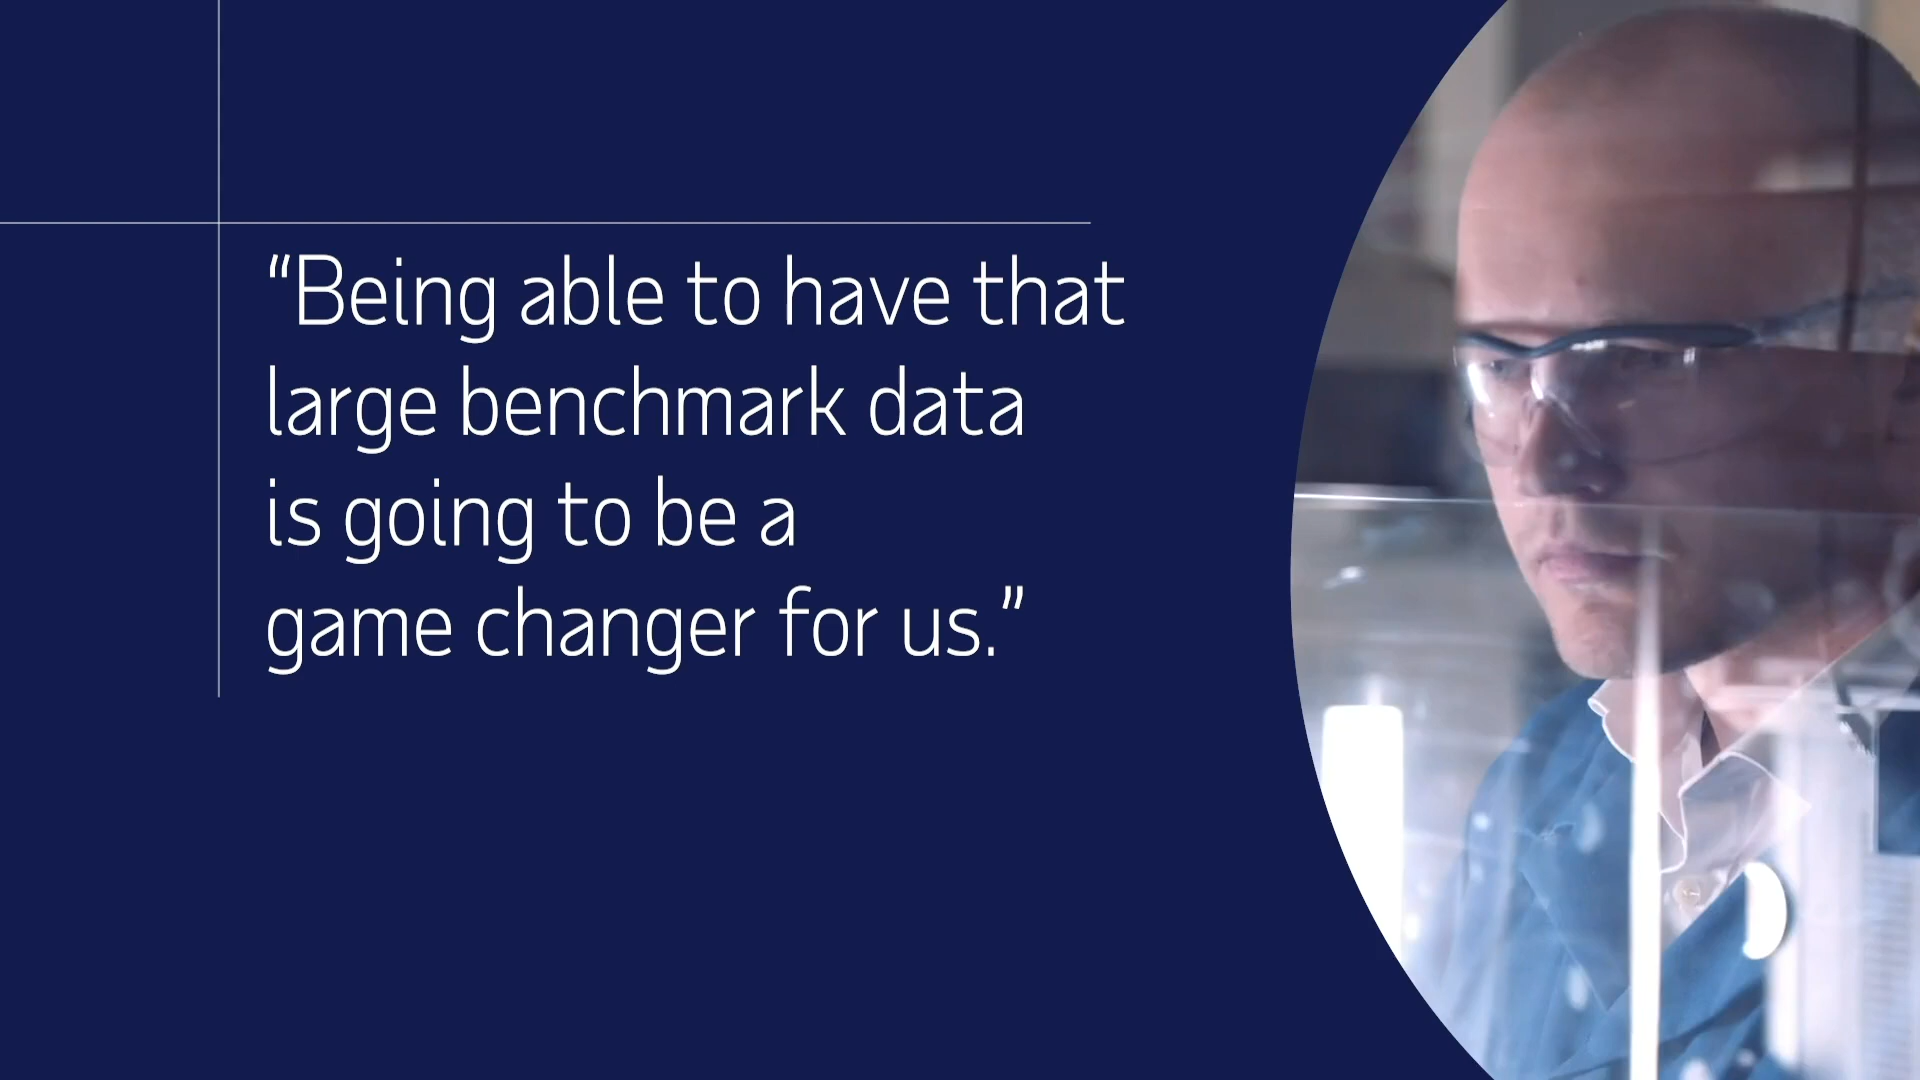 “Being able to have that
large benchmark data
is going to be a
game changer for us.”